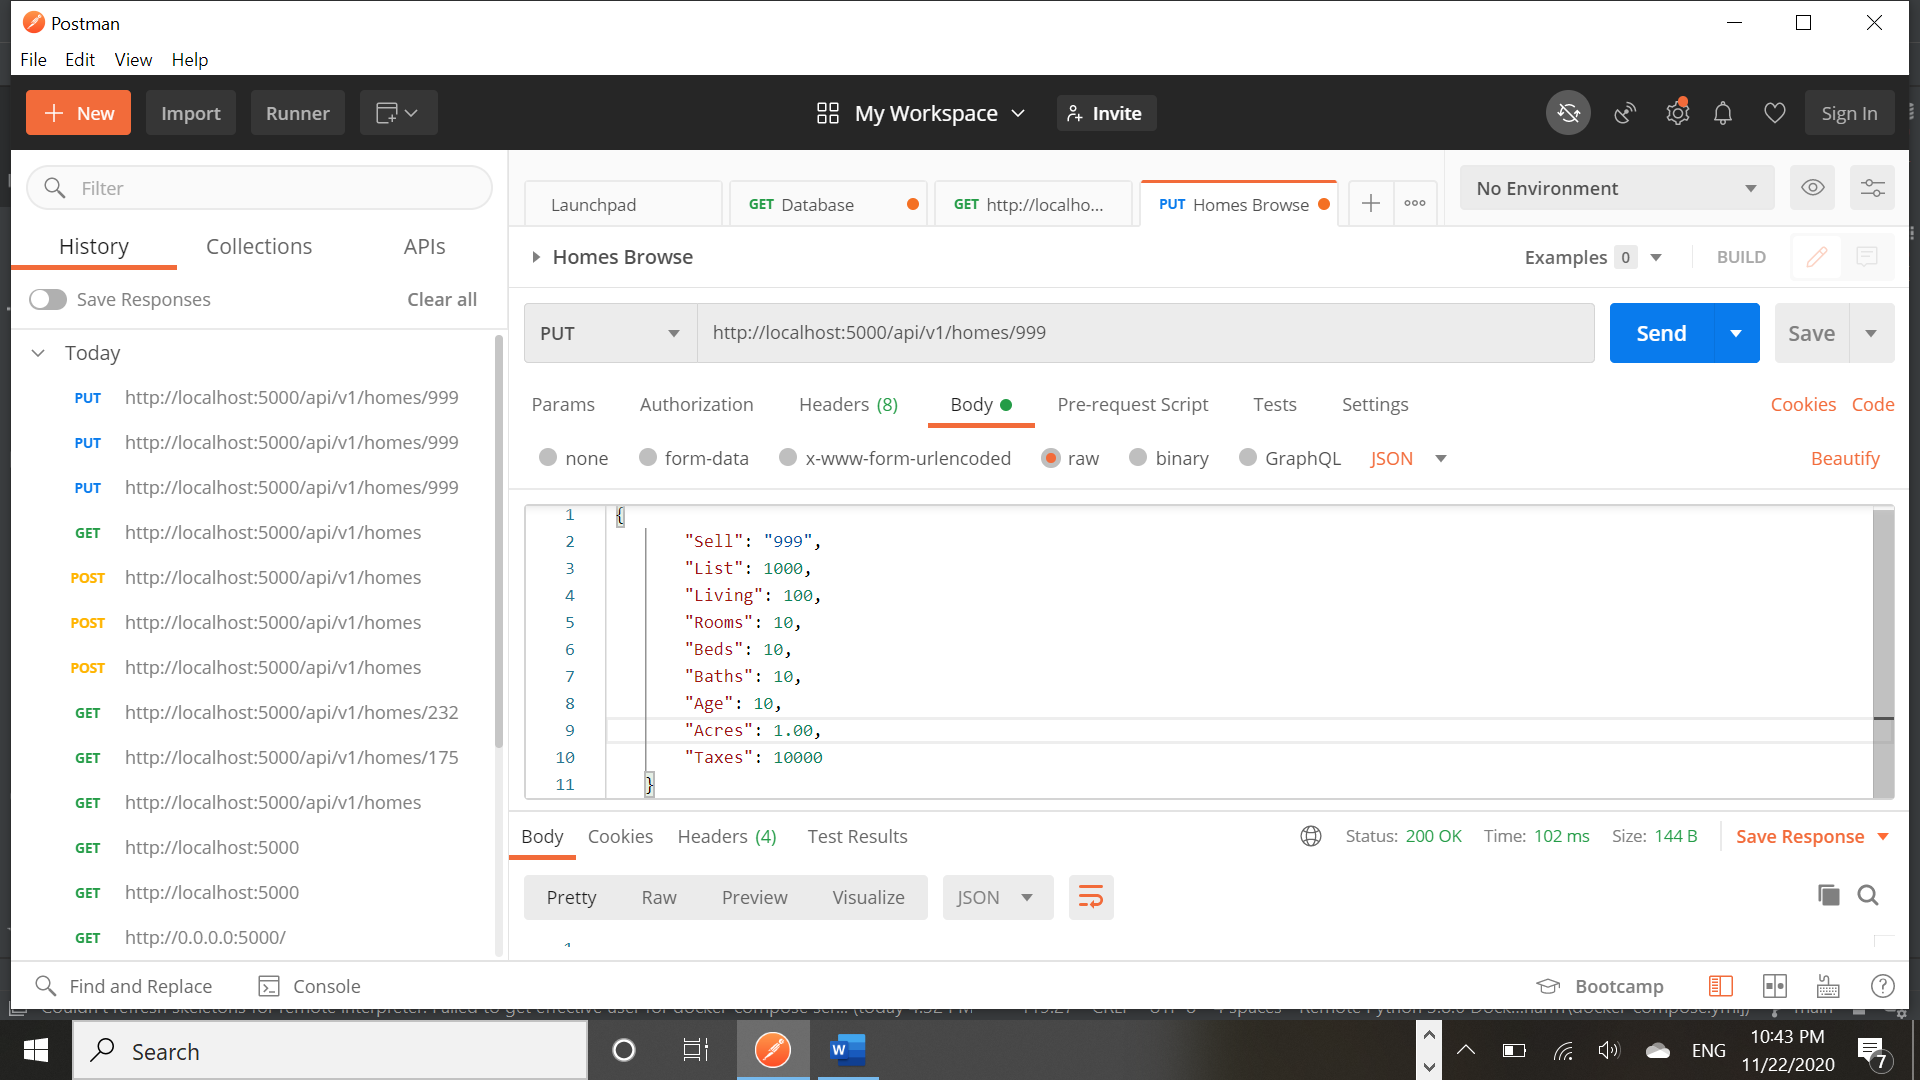 Postman
File Edit View Help
New Import Runner My Workspace Invite Sign In
Filter
History Collections APIs
Save Responses Clear all
Today
PUT http://localhost:5000/api/v1/homes/999
PUT http://localhost:5000/api/v1/homes/999
PUT http://localhost:5000/api/v1/homes/999
GET http://localhost:5000/api/v1/homes
POST http://localhost:5000/api/v1/homes
POST http://localhost:5000/api/v1/homes
POST http://localhost:5000/api/v1/homes
GET http://localhost:5000/api/v1/homes/232
GET http://localhost:5000/api/v1/homes/175
GET http://localhost:5000/api/v1/homes
GET http://localhost:5000
GET http://localhost:5000
GET http://0.0.0.0:5000/
Launchpad GET Database GET http://localho... PUT Homes Browse No Environment
Homes Browse Examples 0 BUILD
PUT http://localhost:5000/api/v1/homes/999 Send Save
Params Authorization Headers (8) Body Pre-request Script Tests Settings Cookies Code
none form-data x-www-form-urlencoded raw binary GraphQL JSON Beautify
1 {
2 "Sell": "999",
3 "List": 1000,
4 "Living": 100,
5 "Rooms": 10,
6 "Beds": 10,
7 "Baths": 10,
8 "Age": 10,
9 "Acres": 1.00,
10 "Taxes": 10000
11 }
Body Cookies Headers (4) Test Results Status: 200 OK Time: 102 ms Size: 144 B Save Response
Pretty Raw Preview Visualize JSON
1
Find and Replace Console Bootcamp
Search ENG 10:43 PM
11/22/2020 7